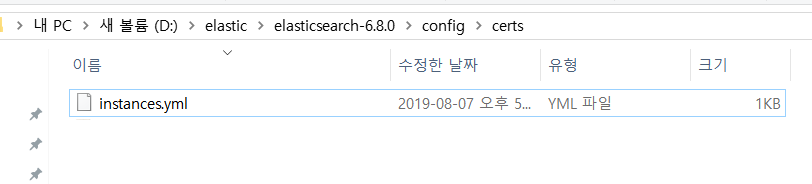 내 PC > 새 볼륨 (D:) > elastic > elasticsearch-6.8.0 > config > certs
이름 수정한 날짜 유형 크기
instances.yml 2019-08-07 오후 5... YML 파일 1KB